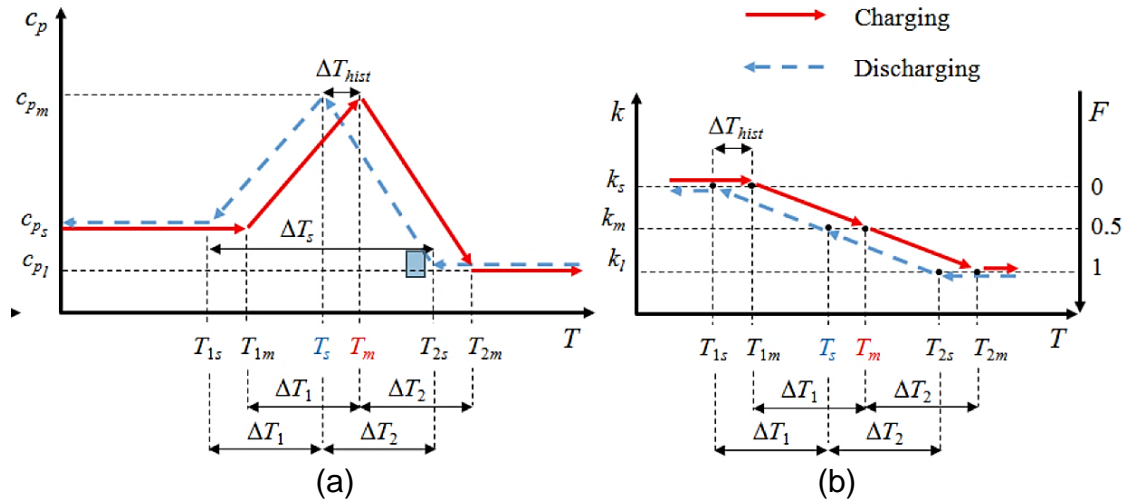 c_p
ΔT_hist
c_{p_m}
c_{p_s}
ΔT_s
c_{p_l}
T_{1s} T_{1m} T_s T_m T_{2s} T_{2m} T
ΔT_1 ΔT_2
ΔT_1 ΔT_2
(a)
Charging
Discharging
k F
ΔT_hist
k_s 0
k_m 0.5
k_l 1
T_{1s} T_{1m} T_s T_m T_{2s} T_{2m} T
ΔT_1 ΔT_2
ΔT_1 ΔT_2
(b)